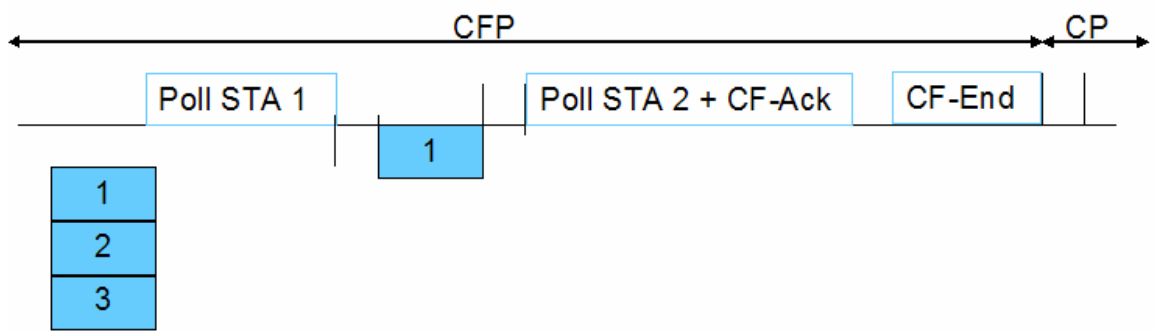 CFP CP
Poll STA 1 Poll STA 2 + CF-Ack CF-End
1
1
2
3